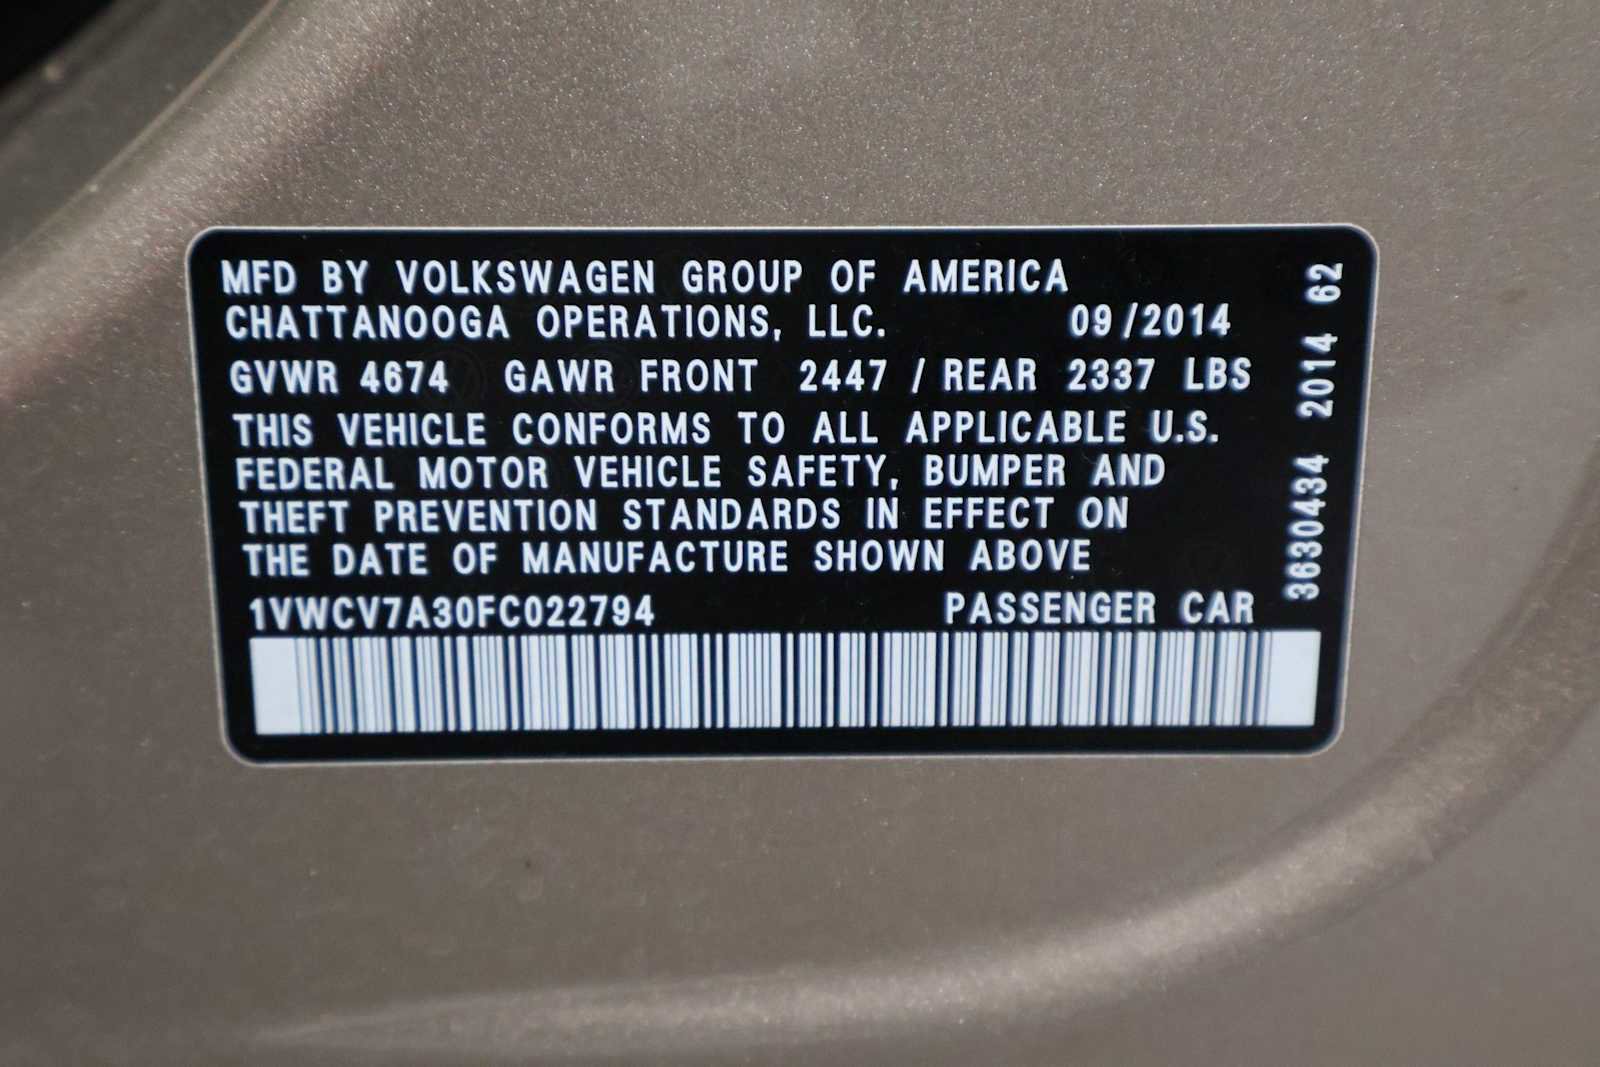 MFD BY VOLKSWAGEN GROUP OF AMERICA
CHATTANOOGA OPERATIONS, LLC. 09/2014
GVWR 4674 GAWR FRONT 2447 / REAR 2337 LBS
THIS VEHICLE CONFORMS TO ALL APPLICABLE U.S.
FEDERAL MOTOR VEHICLE SAFETY, BUMPER AND
THEFT PREVENTION STANDARDS IN EFFECT ON
THE DATE OF MANUFACTURE SHOWN ABOVE
1VWCV7A30FC022794 PASSENGER CAR
3630434 2014 62